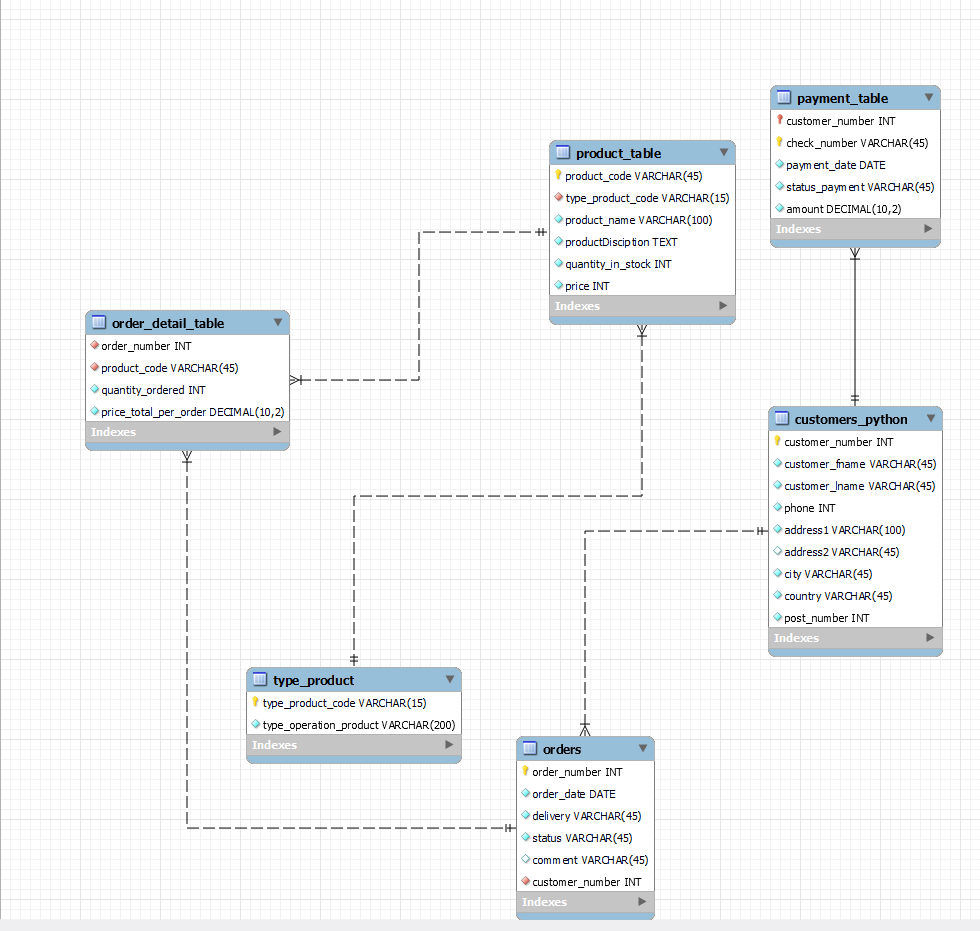 payment_table
customer_number INT
check_number VARCHAR(45)
payment_date DATE
status_payment VARCHAR(45)
amount DECIMAL(10,2)
Indexes
product_table
product_code VARCHAR(45)
type_product_code VARCHAR(15)
product_name VARCHAR(100)
productDisciption TEXT
quantity_in_stock INT
price INT
Indexes
order_detail_table
order_number INT
product_code VARCHAR(45)
quantity_ordered INT
price_total_per_order DECIMAL(10,2)
Indexes
customers_python
customer_number INT
customer_fname VARCHAR(45)
customer_lname VARCHAR(45)
phone INT
address1 VARCHAR(100)
address2 VARCHAR(45)
city VARCHAR(45)
country VARCHAR(45)
post_number INT
Indexes
type_product
type_product_code VARCHAR(15)
type_operation_product VARCHAR(200)
Indexes
orders
order_number INT
order_date DATE
delivery VARCHAR(45)
status VARCHAR(45)
comment VARCHAR(45)
customer_number INT
Indexes